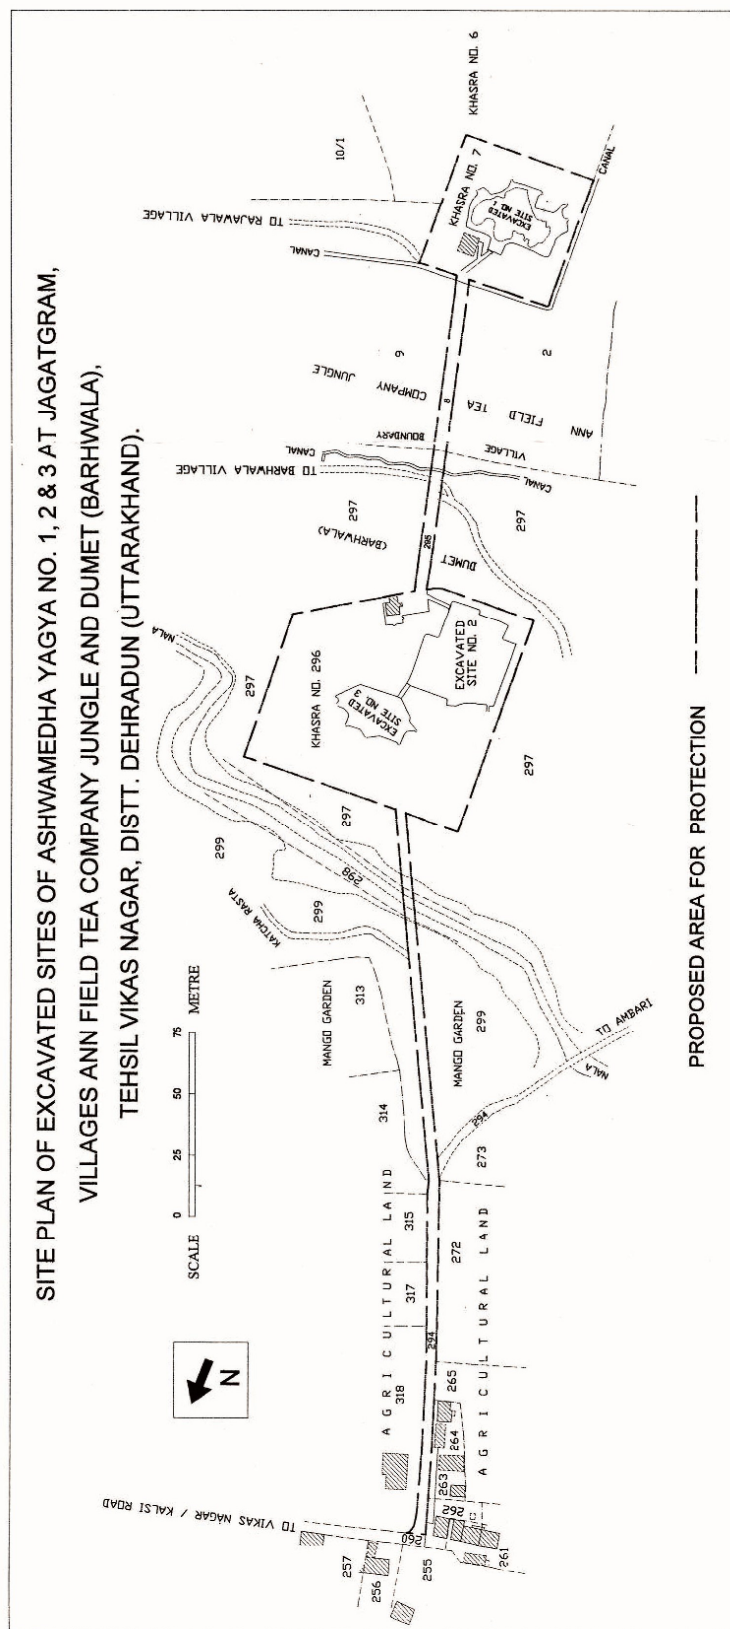 SITE PLAN OF EXCAVATED SITES OF ASHWAMEDHA YAGYA NO. 1, 2 & 3 AT JAGATGRAM,
VILLAGES ANN FIELD TEA COMPANY JUNGLE AND DUMET (BARHWALA),
TEHSIL VIKAS NAGAR, DISTT. DEHRADUN (UTTARAKHAND).
N
SCALE
0 25 50 75
METRE
TO VIKAS NAGAR / KALSI ROAD
257
256
255
260
261
262
263
264
265
318
317
315
314
AGRICULTURAL LAND
AGRICULTURAL LAND
294
272
273
294
TO AMBARI
NALA
MANGO GARDEN
313
MANGO GARDEN
299
KATCHA RASTA
299
299
298
297
297
NALA
KHASRA NO. 296
EXCAVATED
SITE NO. 3
EXCAVATED
SITE NO. 2
297
DUMET
(BARHWALA)
295
297
297
TO BARHWALA VILLAGE
CANAL
CANAL
VILLAGE
BOUNDARY
ANN FIELD TEA
COMPANY JUNGLE
8
9
2
CANAL
TO RAJAWALA VILLAGE
10/1
KHASRA NO. 7
EXCAVATED
SITE NO. 1
KHASRA NO. 6
CANAL
PROPOSED AREA FOR PROTECTION